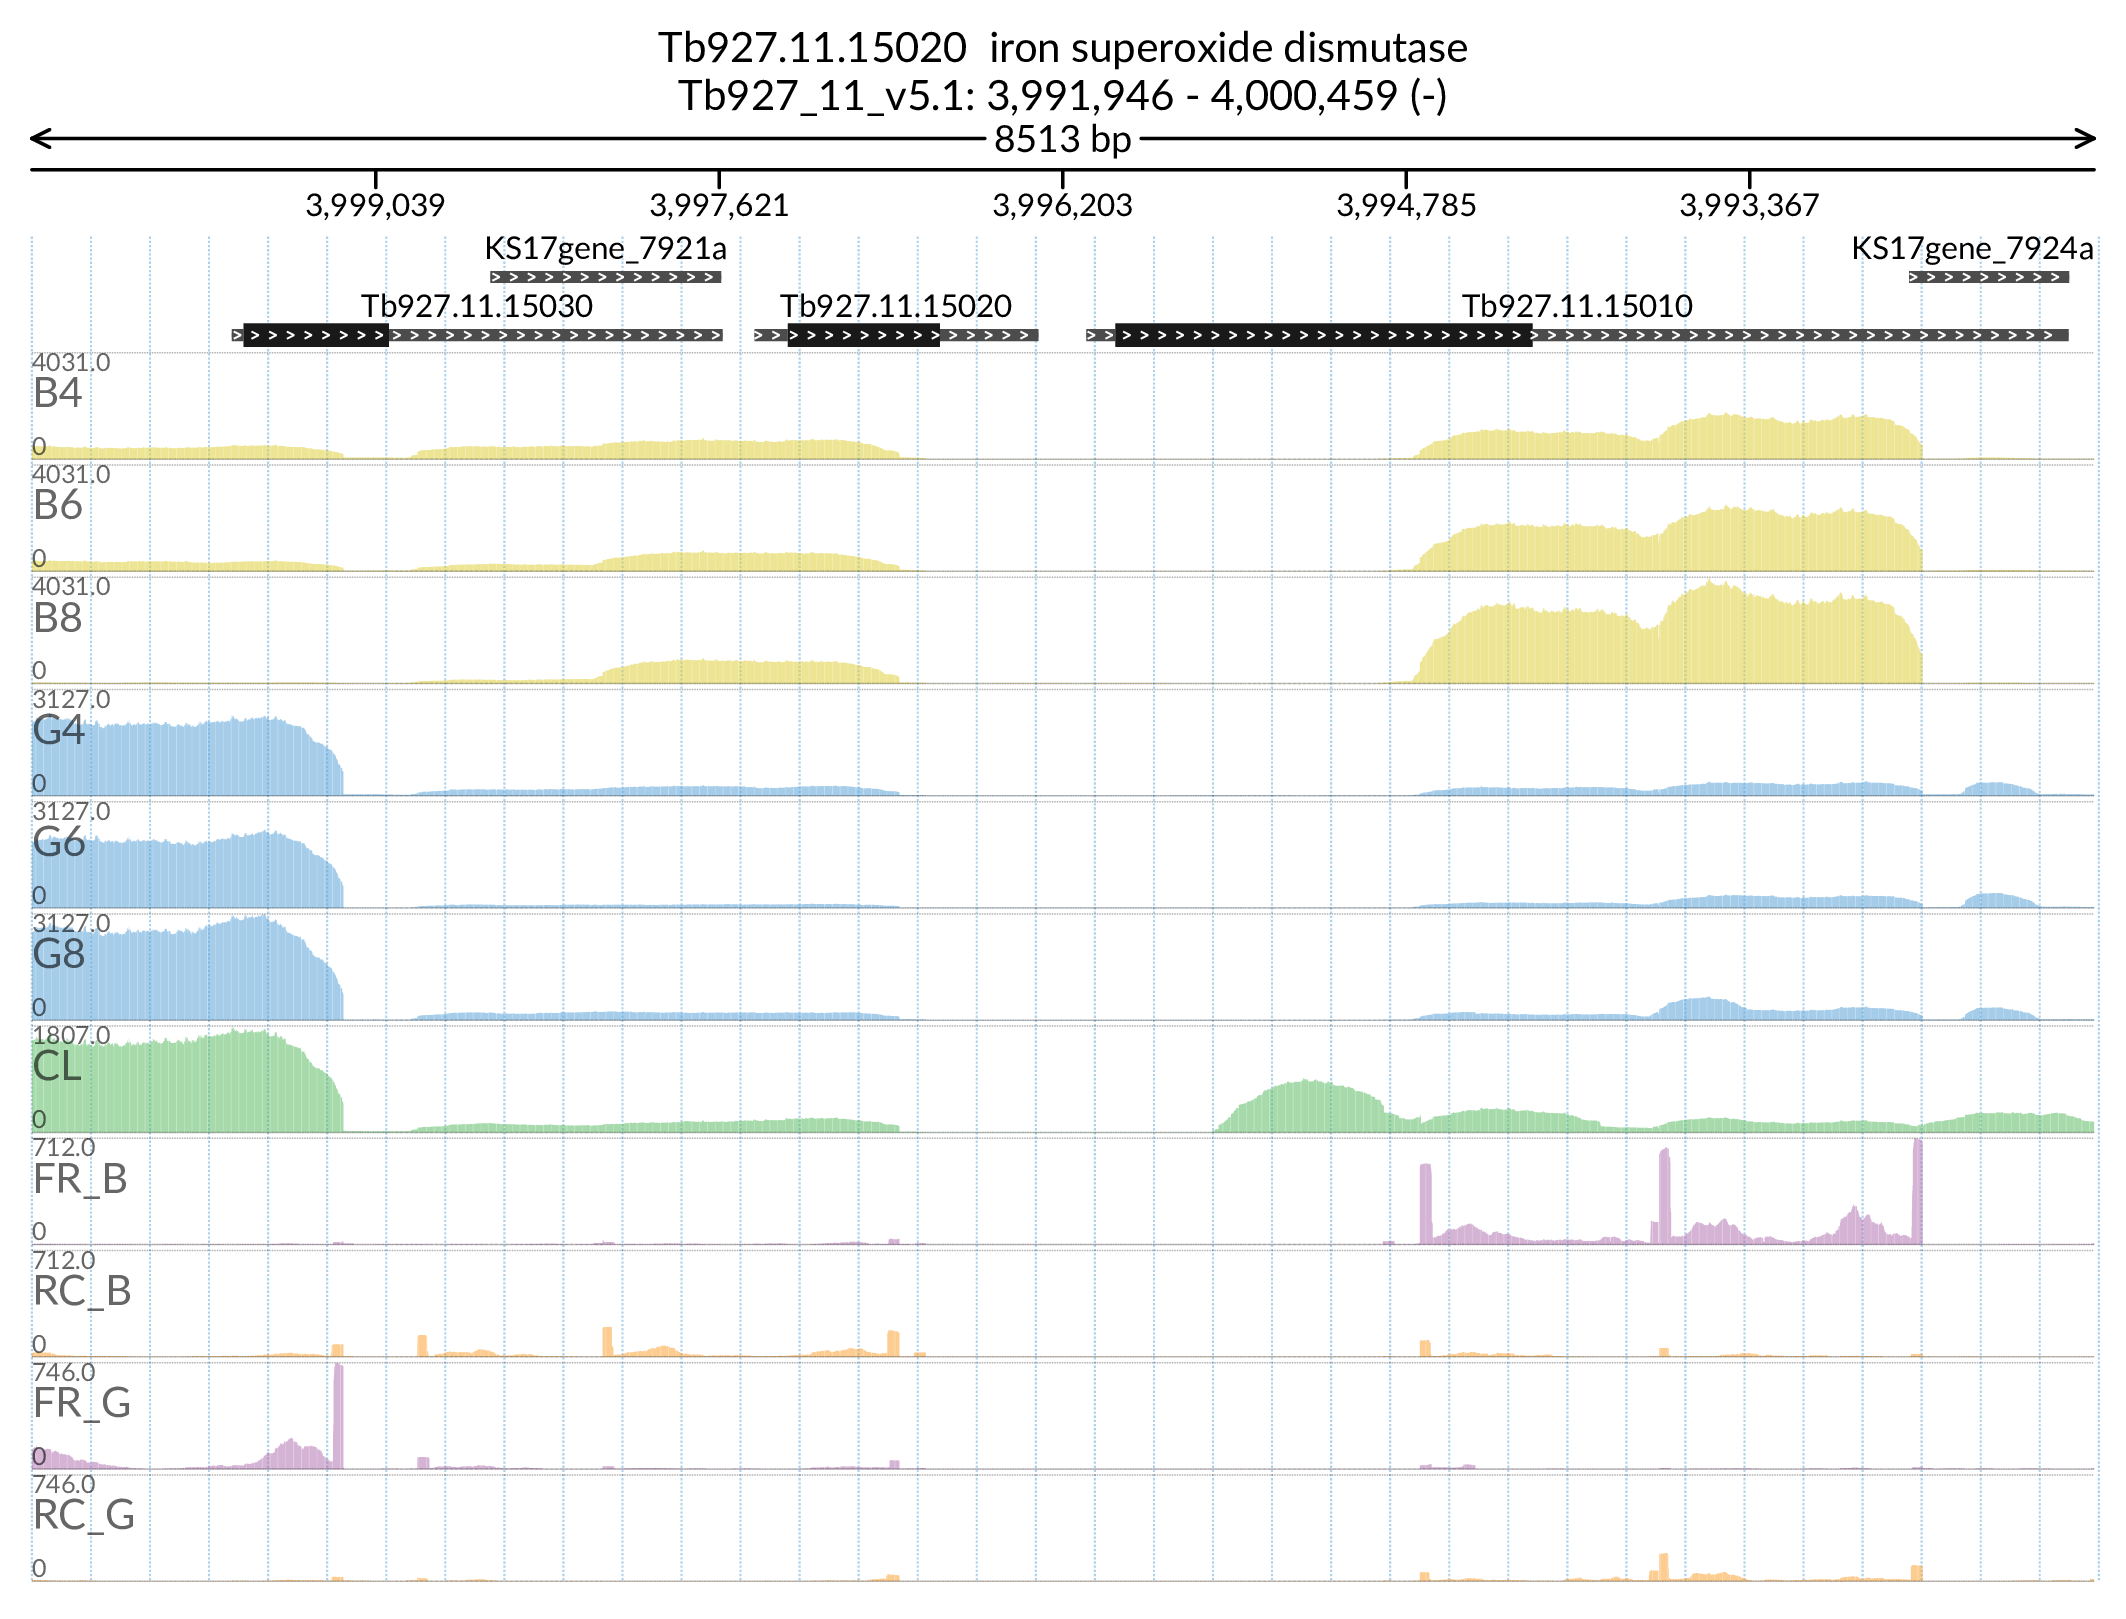 Tb927.11.15020  iron superoxide dismutase
Tb927_11_v5.1: 3,991,946 - 4,000,459 (-)
8513 bp
3,999,039 3,997,621 3,996,203 3,994,785 3,993,367
KS17gene_7921a KS17gene_7924a
Tb927.11.15030 Tb927.11.15020 Tb927.11.15010
4031.0
B4
0
4031.0
B6
0
4031.0
B8
0
3127.0
G4
0
3127.0
G6
0
3127.0
G8
0
1807.0
CL
0
712.0
FR_B
0
712.0
RC_B
0
746.0
FR_G
0
746.0
RC_G
0